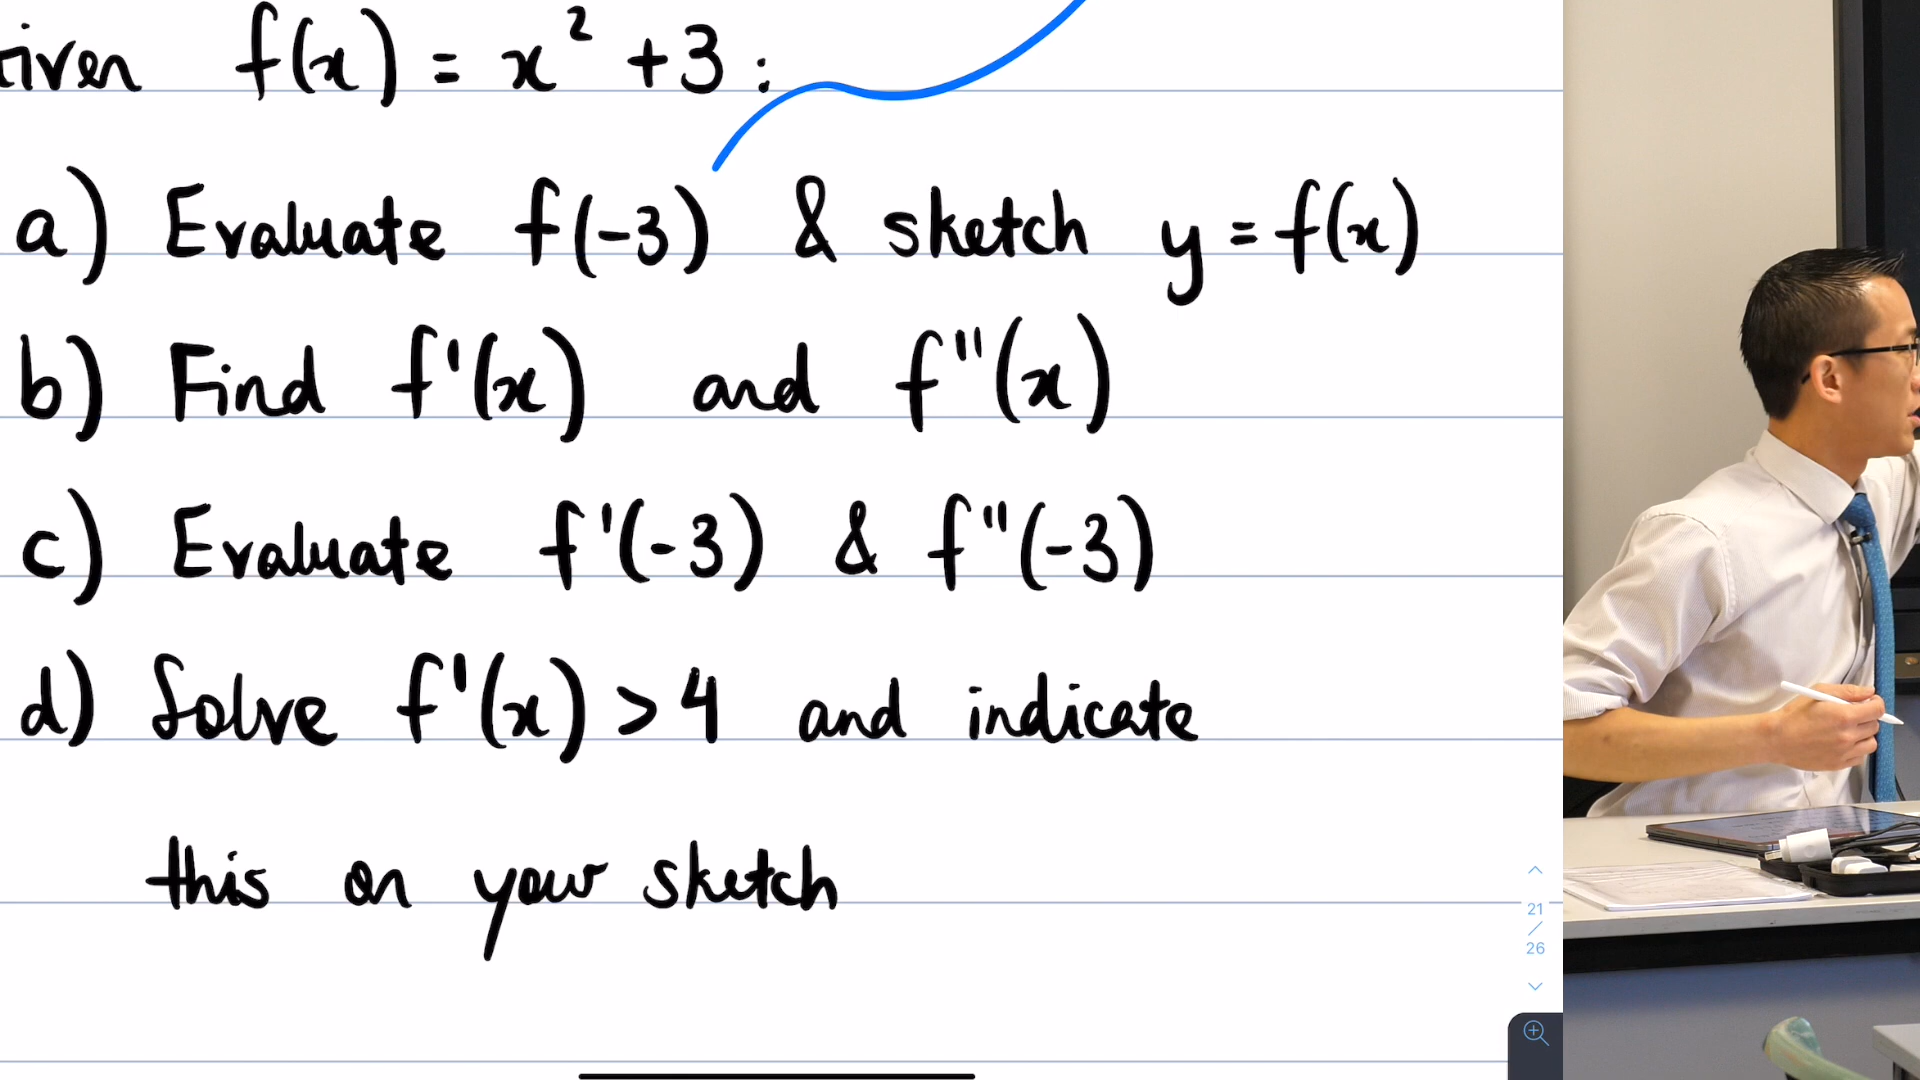 iven f(x) = x² + 3 :
a) Evaluate f(-3) & sketch y = f(x)
b) Find f'(x) and f"(x)
c) Evaluate f'(-3) & f"(-3)
d) Solve f'(x) > 4 and indicate
this on your sketch
21
/
26